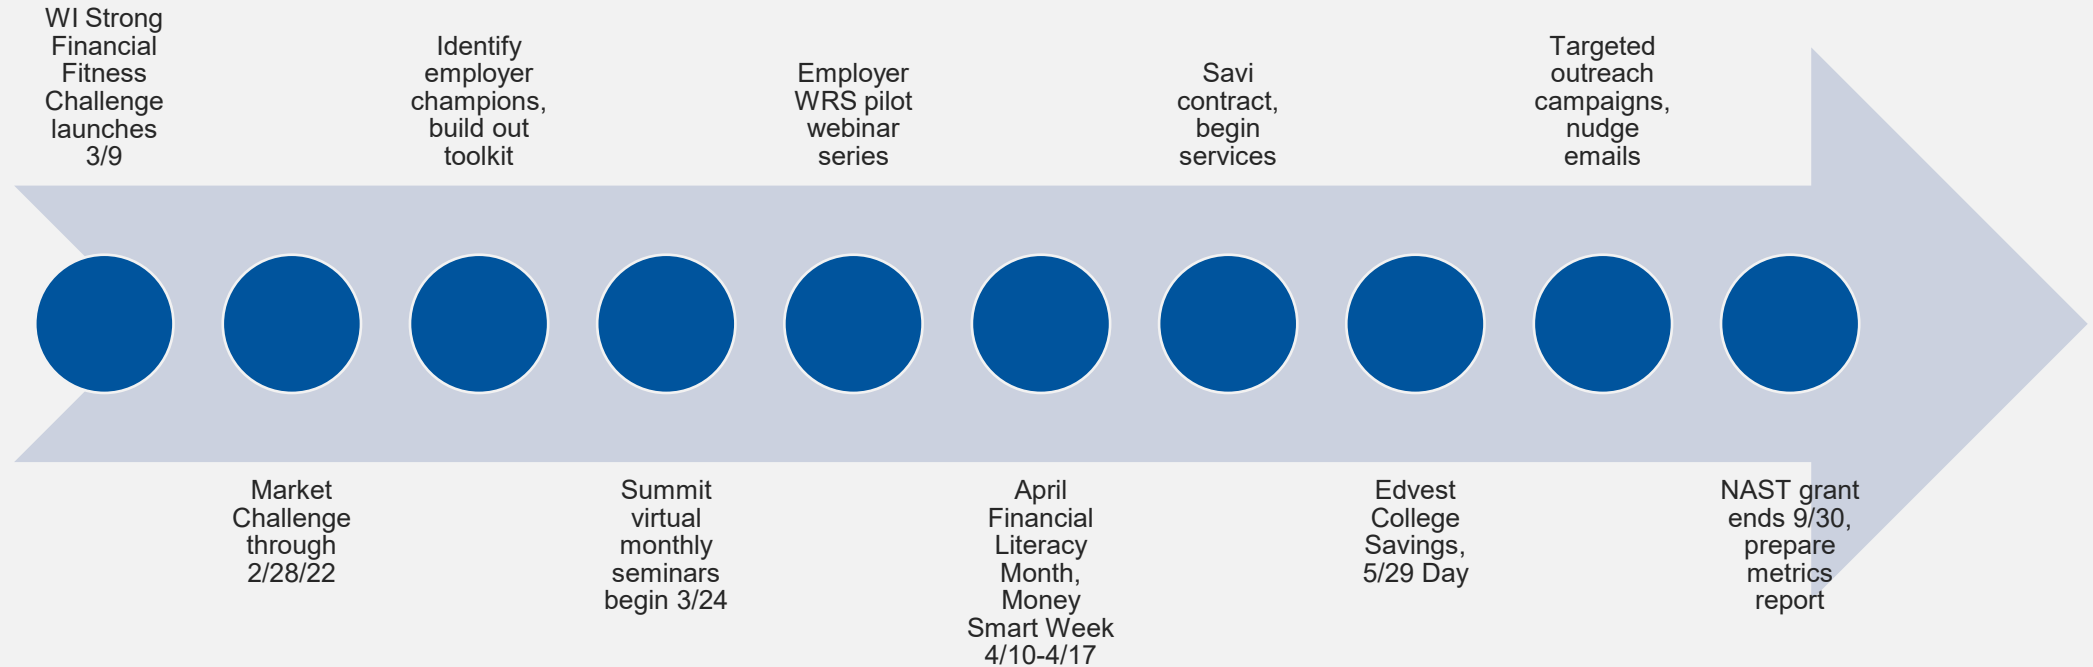 WI Strong
Financial
Fitness
Challenge
launches
3/9
Market
Challenge
through
2/28/22
Identify
employer
champions,
build out
toolkit
Summit
virtual
monthly
seminars
begin 3/24
Employer
WRS pilot
webinar
series
April
Financial
Literacy
Month,
Money
Smart Week
4/10-4/17
Savi
contract,
begin
services
Edvest
College
Savings,
5/29 Day
Targeted
outreach
campaigns,
nudge
emails
NAST grant
ends 9/30,
prepare
metrics
report